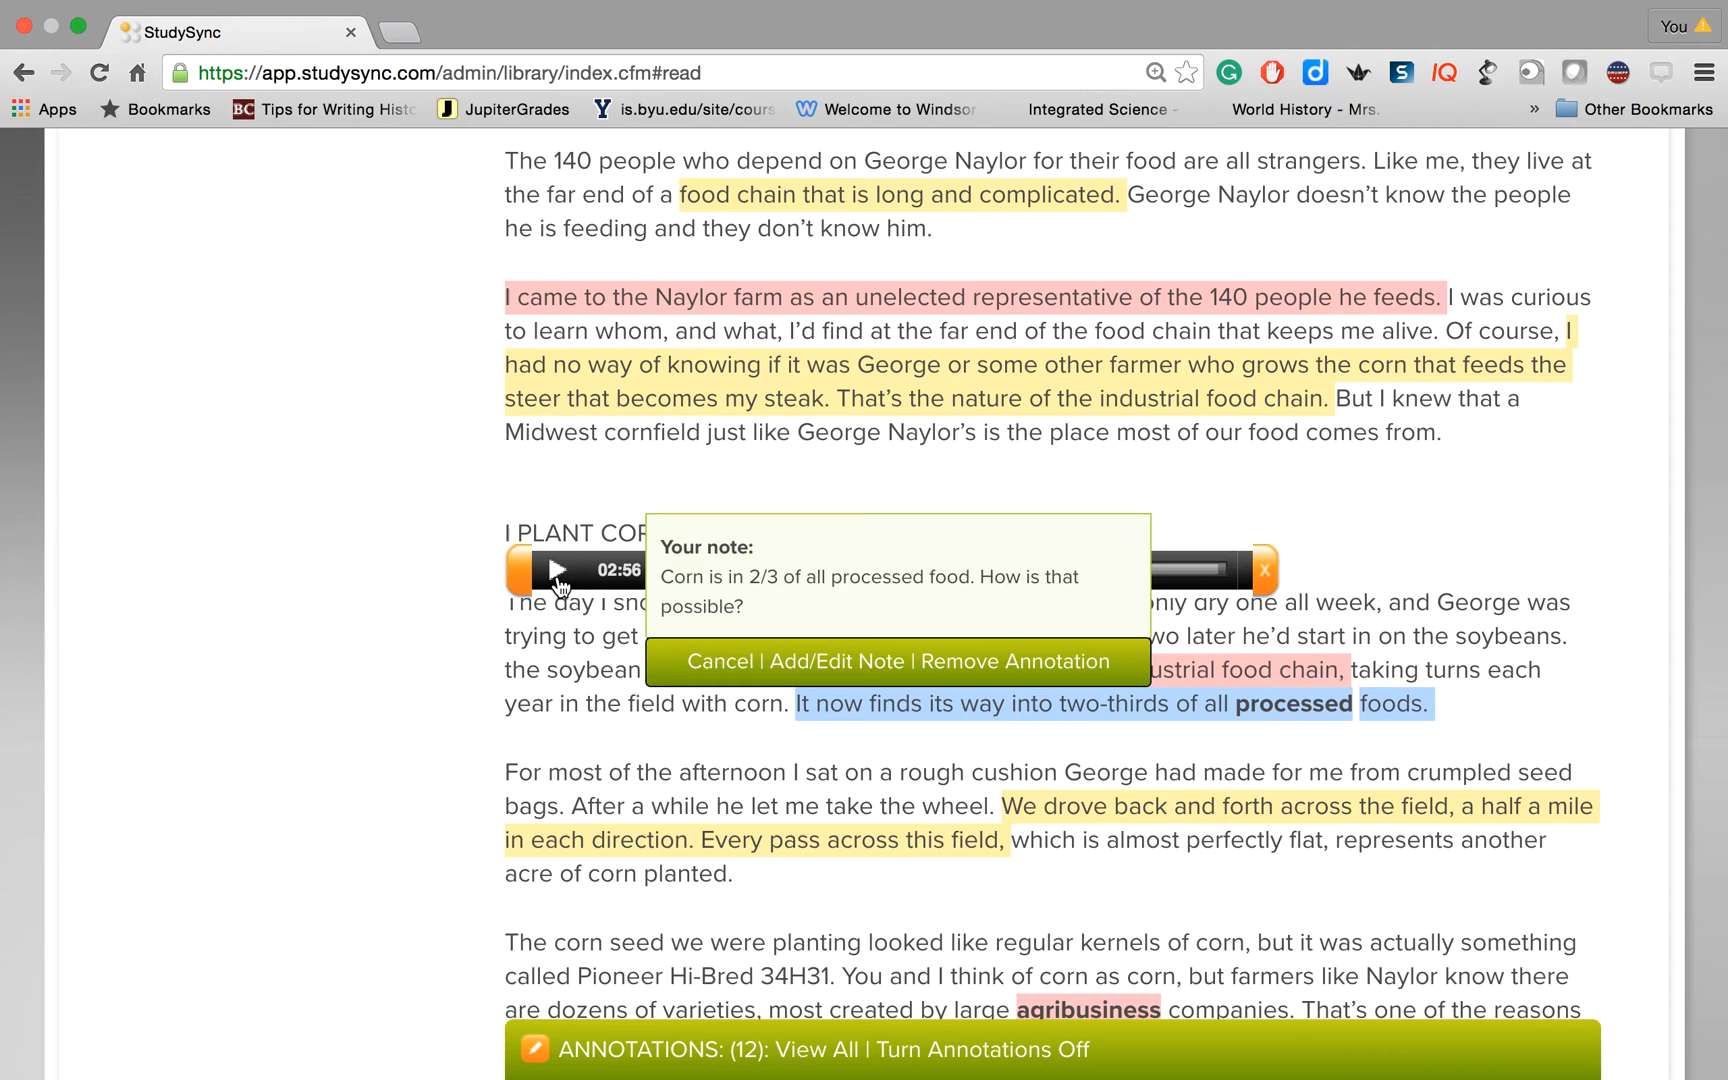 StudySync
You
https://app.studysync.com/admin/library/index.cfm#read
Apps Bookmarks BC Tips for Writing Histo JupiterGrades is.byu.edu/site/cours Welcome to Windsor Integrated Science - World History - Mrs. » Other Bookmarks
The 140 people who depend on George Naylor for their food are all strangers. Like me, they live at
the far end of a food chain that is long and complicated. George Naylor doesn’t know the people
he is feeding and they don’t know him.
I came to the Naylor farm as an unelected representative of the 140 people he feeds. I was curious
to learn whom, and what, I’d find at the far end of the food chain that keeps me alive. Of course, I
had no way of knowing if it was George or some other farmer who grows the corn that feeds the
steer that becomes my steak. That’s the nature of the industrial food chain. But I knew that a
Midwest cornfield just like George Naylor’s is the place most of our food comes from.
I PLANT COR
Your note:
02:56
Corn is in 2/3 of all processed food. How is that
possible?
X
The day I sho only dry one all week, and George was
trying to get wo later he’d start in on the soybeans.
Cancel | Add/Edit Note | Remove Annotation
the soybean ustrial food chain, taking turns each
year in the field with corn. It now finds its way into two-thirds of all processed foods.
For most of the afternoon I sat on a rough cushion George had made for me from crumpled seed
bags. After a while he let me take the wheel. We drove back and forth across the field, a half a mile
in each direction. Every pass across this field, which is almost perfectly flat, represents another
acre of corn planted.
The corn seed we were planting looked like regular kernels of corn, but it was actually something
called Pioneer Hi-Bred 34H31. You and I think of corn as corn, but farmers like Naylor know there
are dozens of varieties, most created by large agribusiness companies. That’s one of the reasons
ANNOTATIONS: (12): View All | Turn Annotations Off